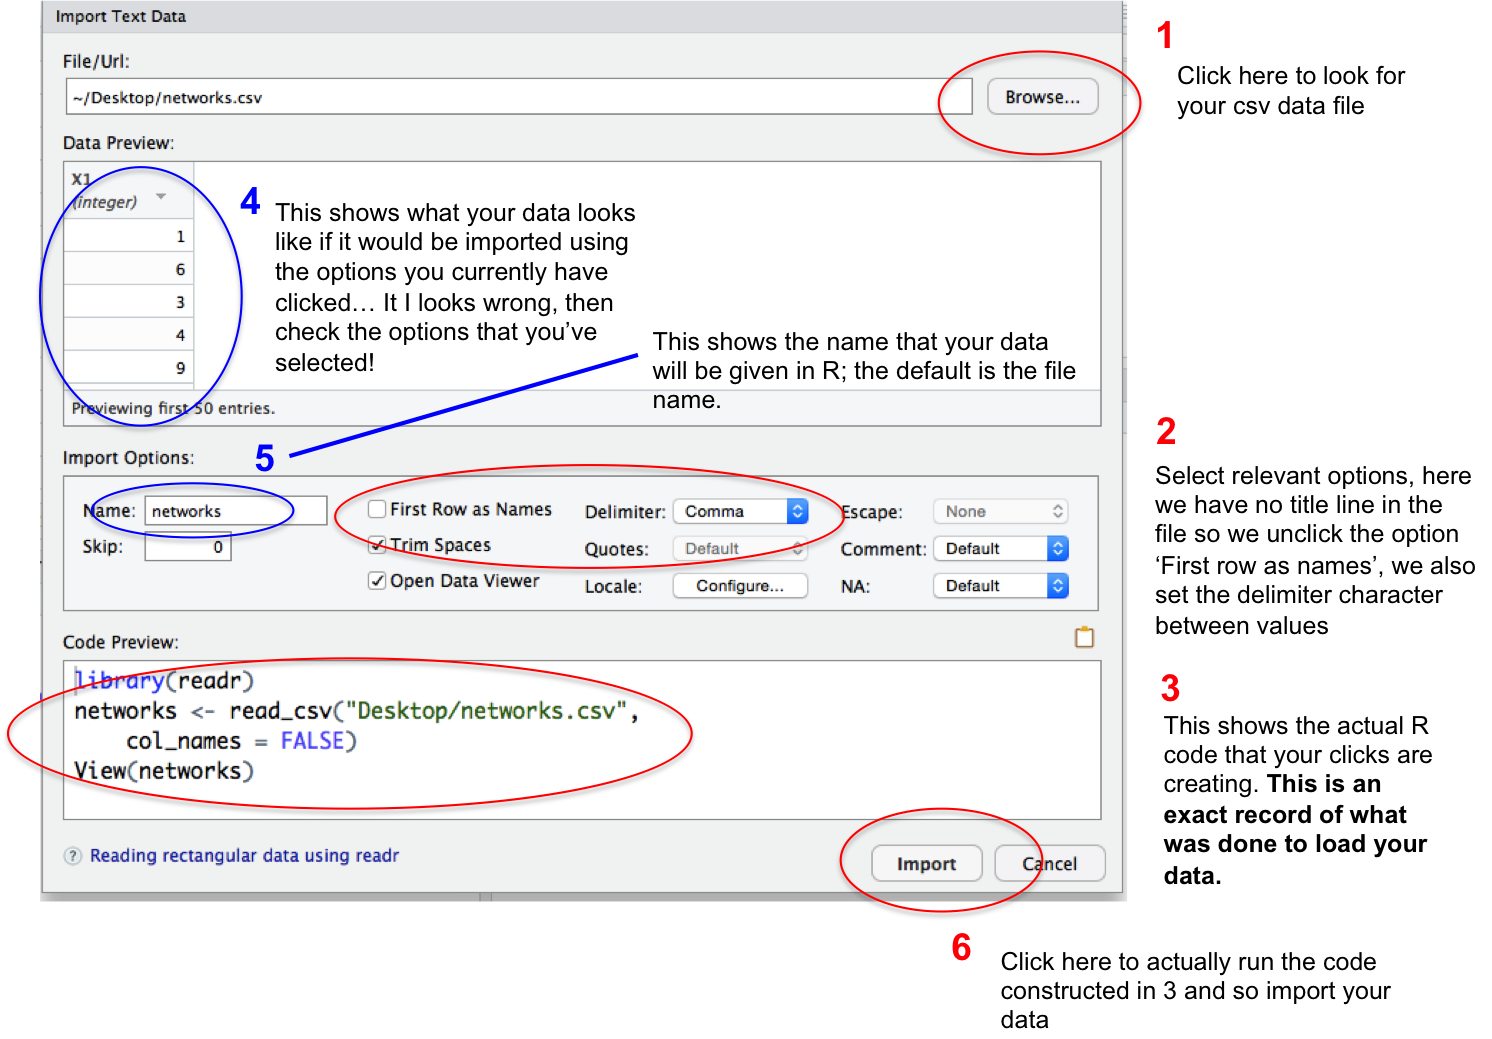 Import Text Data
File/Url:
~/Desktop/networks.csv
Browse...
1
Click here to look for
your csv data file
Data Preview:
X1
(integer)
1
6
3
4
9
Previewing first 50 entries.
4
This shows what your data looks
like if it would be imported using
the options you currently have
clicked… It I looks wrong, then
check the options that you’ve
selected!
This shows the name that your data
will be given in R; the default is the file
name.
5
2
Select relevant options, here
we have no title line in the
file so we unclick the option
‘First row as names’, we also
set the delimiter character
between values
Import Options:
Name: networks
Skip: 0
First Row as Names
Trim Spaces
Open Data Viewer
Delimiter: Comma
Quotes: Default
Locale: Configure...
Escape: None
Comment: Default
NA: Default
Code Preview:
library(readr)
networks <- read_csv("Desktop/networks.csv",
    col_names = FALSE)
View(networks)
3
This shows the actual R
code that your clicks are
creating. This is an
exact record of what
was done to load your
data.
? Reading rectangular data using readr
Import
Cancel
6
Click here to actually run the code
constructed in 3 and so import your
data